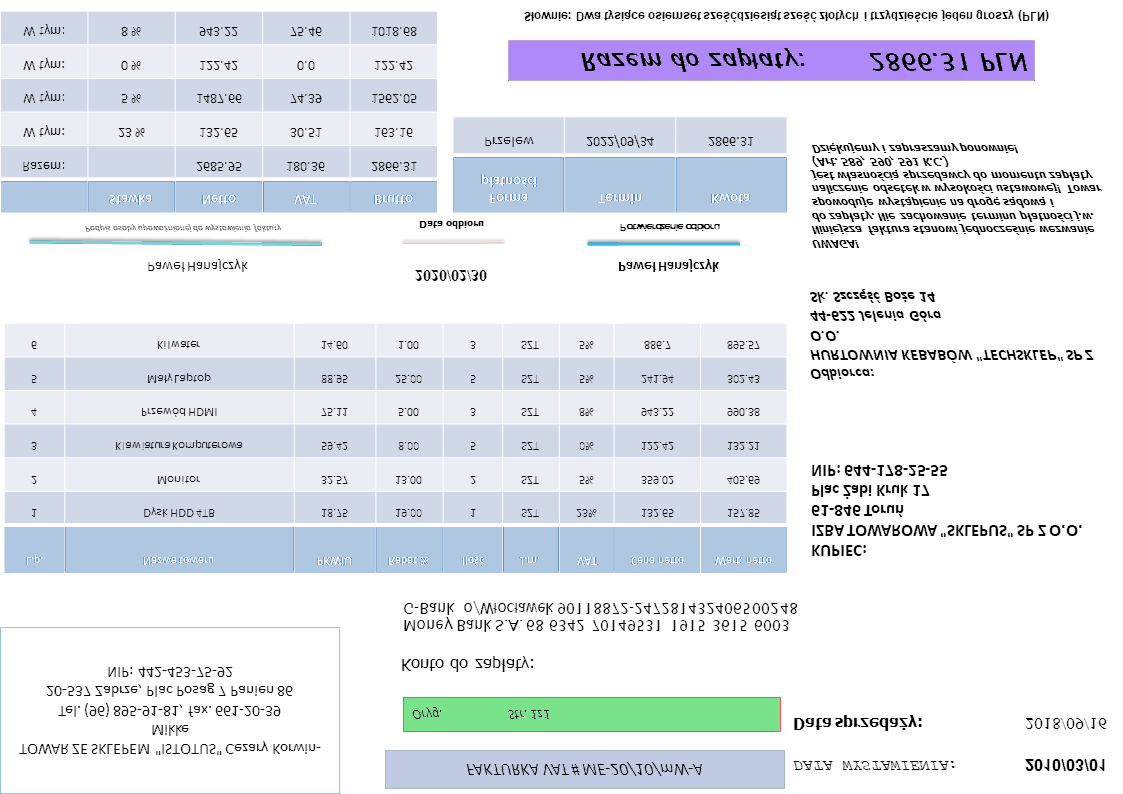 FAKTURKA VAT# ME-20/10/mW-A
DATA WYSTAWIENIA: 2010/03/01
Oryg. Str. 1z1
Data sprzedaży: 2018/09/16
TOWAR ZE SKLEPEM "ISTOTUS" Cezary Korwin-
Mikke
Tel. (96) 895-91-81, fax. 661-20-39
20-537 Zabrze, Plac Posag 7 Panien 86
NIP: 442-453-75-92
Konto do zapłaty:
Money Bank S.A. 68 6342 70149531 1915 3615 6003
G-Bank o/Włocławek 90118872-247281432406500248
KUPIEC:
IZBA TOWAROWA "SKLEPUS" SP Z O.O.
61-846 Toruń
Plac Żabi Kruk 17
NIP: 644-178-25-55
Odbiorca:
HURTOWNIA KEBABÓW "TECHSKLEP" SP Z
O.O.
44-622 Jelenia Góra
Sk. Szczęść Boże 14
L.p. Nazwa towaru PKWiU Rabat % Ilość J.m. VAT Cena netto Wart. netto
1 Dysk HDD 4TB 18.75 19.00 1 SZT 23% 132.65 157.85
2 Monitor 32.57 13.00 2 SZT 5% 359.02 405.69
3 Klawiatura Komputerowa 59.42 8.00 5 SZT 0% 122.42 132.21
4 Przewód HDMI 75.11 5.00 3 SZT 8% 943.22 990.38
5 Mały Laptop 88.95 25.00 5 SZT 5% 241.94 302.43
6 Kilwater 14.60 1.00 3 SZT 5% 886.7 895.57
Paweł Hanajczyk
Podpis osoby upoważnionej do wystawienia faktury
2020/02/30
Data odbioru
Paweł Hanajczyk
Potwierdzenie odbioru
UWAGA!
Niniejsza faktura stanowi jednocześnie wezwanie
do zapłaty. Nie zachowanie terminu płatności j.w.
spowoduje wystąpienie na drogę sądową i
naliczenie odsetek w wysokości ustawowej! Towar
jest własnością sprzedawcy do momentu zapłaty
(Art. 589, 590, 591 K.C.)
Dziękujemy i zapraszamy ponownie!
Stawka Netto VAT Brutto
Razem: 2685.95 180.36 2866.31
W tym: 23 % 132.65 30.51 163.16
W tym: 5 % 1487.66 74.39 1562.05
W tym: 0 % 122.42 0.0 122.42
W tym: 8 % 943.22 75.46 1018.68
Forma
płatności
Termin Kwota
Przelew 2022/09/34 2866.31
Razem do zapłaty: 2866.31 PLN
Słownie: Dwa tysiące osiemset sześćdziesiąt sześć złotych i trzydzieście jeden groszy (PLN)